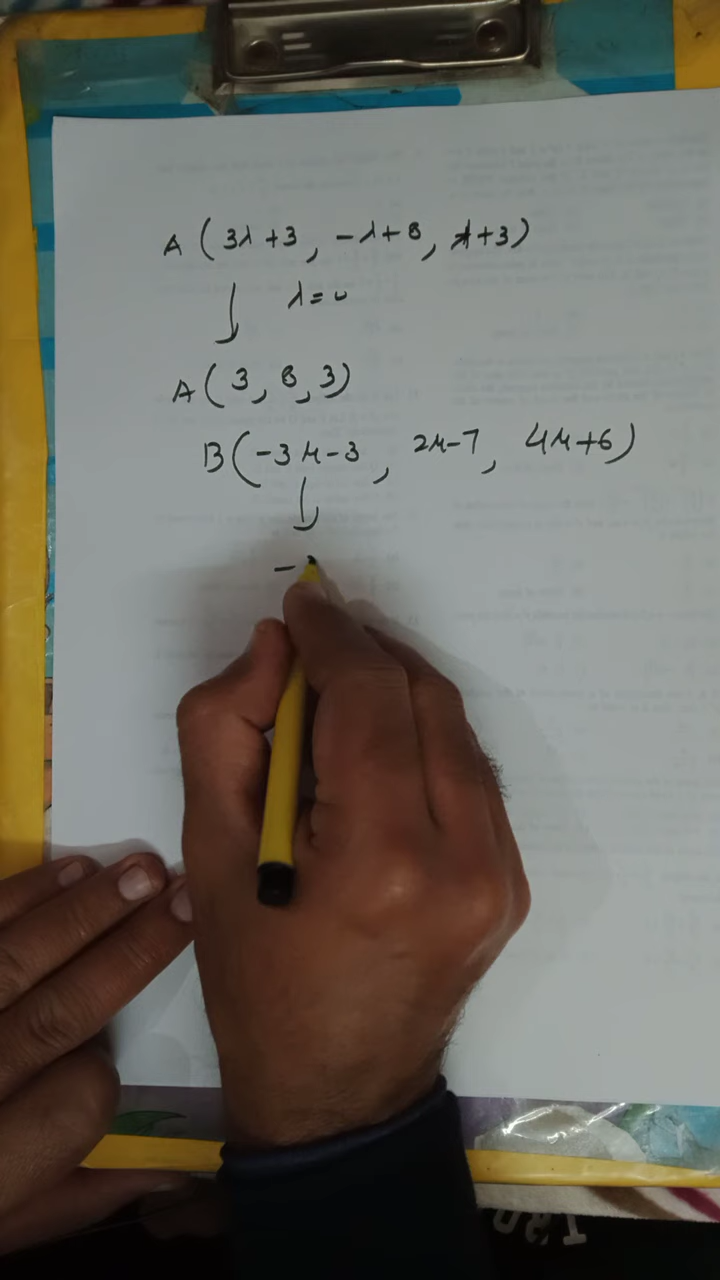 A (3λ+3, -λ+8, λ+3)
λ=0
A (3, 8, 3)
B (-3μ-3, 2μ-7, 4μ+6)
-